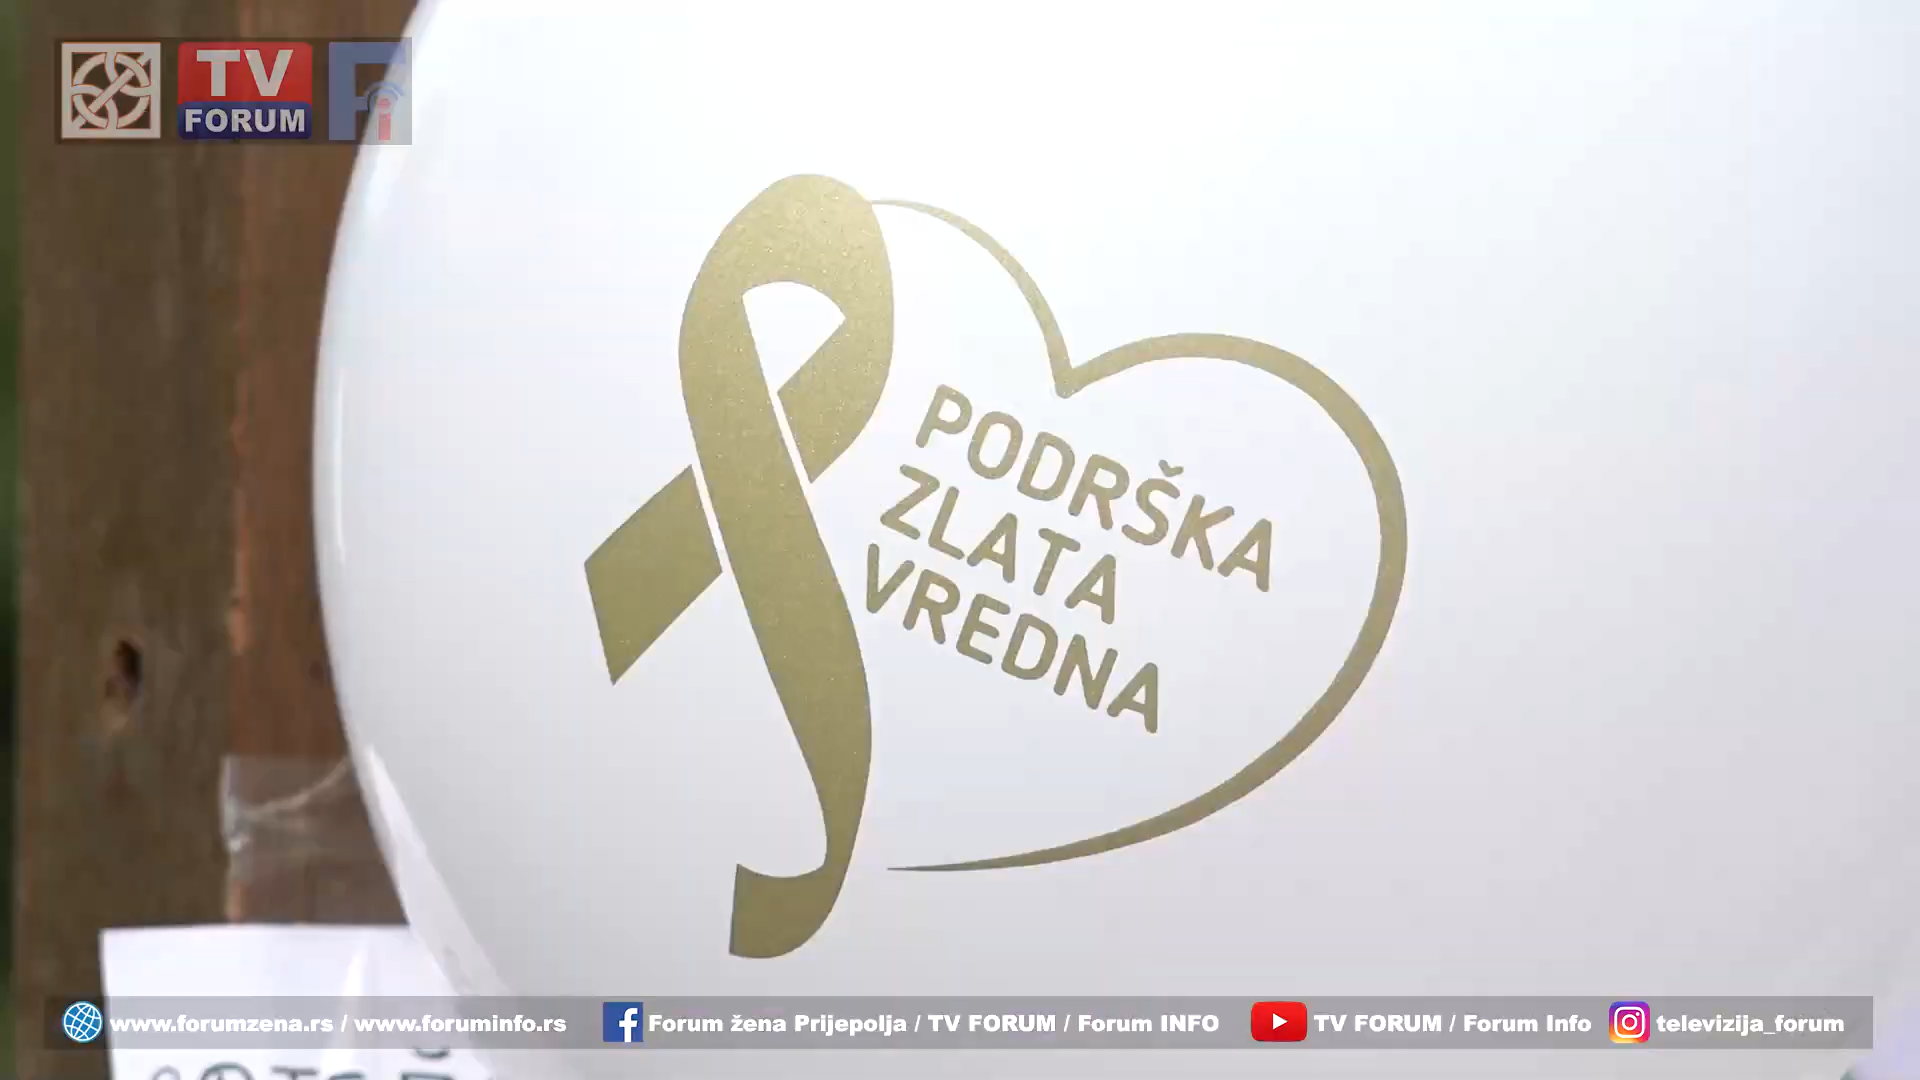 TV
FORUM
Fi
PODRŠKA
ZLATA
VREDNA
www.forumzena.rs / www.foruminfo.rs
Forum žena Prijepolja / TV FORUM / Forum INFO
TV FORUM / Forum Info
televizija_forum